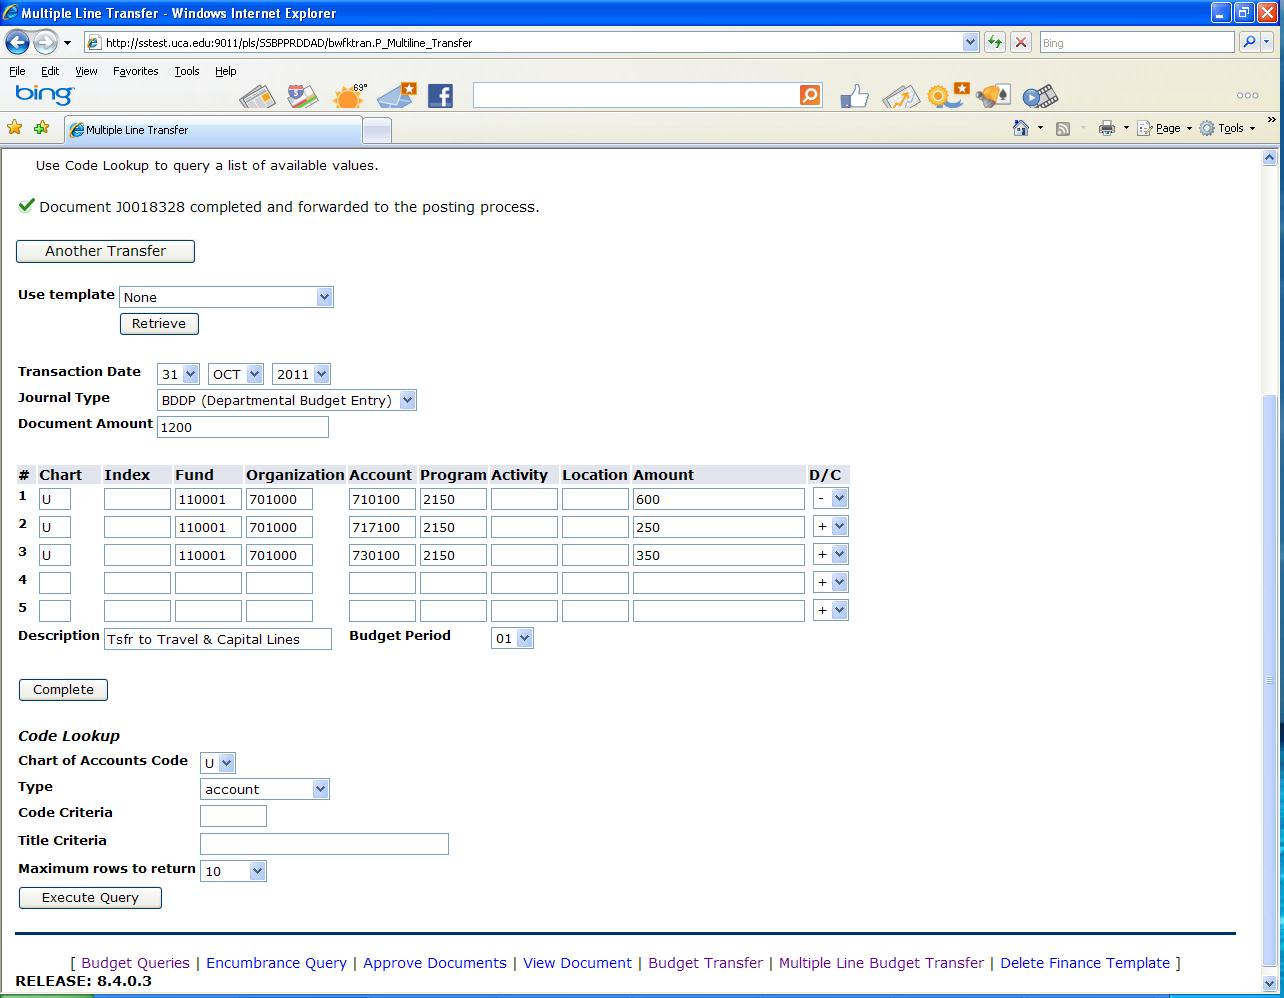 Multiple Line Transfer - Windows Internet Explorer
http://sstest.uca.edu:9011/pls/SSBPPRDDAD/bwfktran.P_Multiline_Transfer
Bing
File Edit View Favorites Tools Help
bing 69°
Multiple Line Transfer
Page Tools
Use Code Lookup to query a list of available values.
Document J0018328 completed and forwarded to the posting process.
Another Transfer
Use template None
Retrieve
Transaction Date 31 OCT 2011
Journal Type BDDP (Departmental Budget Entry)
Document Amount 1200
# Chart Index Fund Organization Account Program Activity Location Amount D/C
1 U 110001 701000 710100 2150 600 -
2 U 110001 701000 717100 2150 250 +
3 U 110001 701000 730100 2150 350 +
4 +
5 +
Description Tsfr to Travel & Capital Lines Budget Period 01
Complete
Code Lookup
Chart of Accounts Code U
Type account
Code Criteria
Title Criteria
Maximum rows to return 10
Execute Query
[ Budget Queries | Encumbrance Query | Approve Documents | View Document | Budget Transfer | Multiple Line Budget Transfer | Delete Finance Template ]
RELEASE: 8.4.0.3